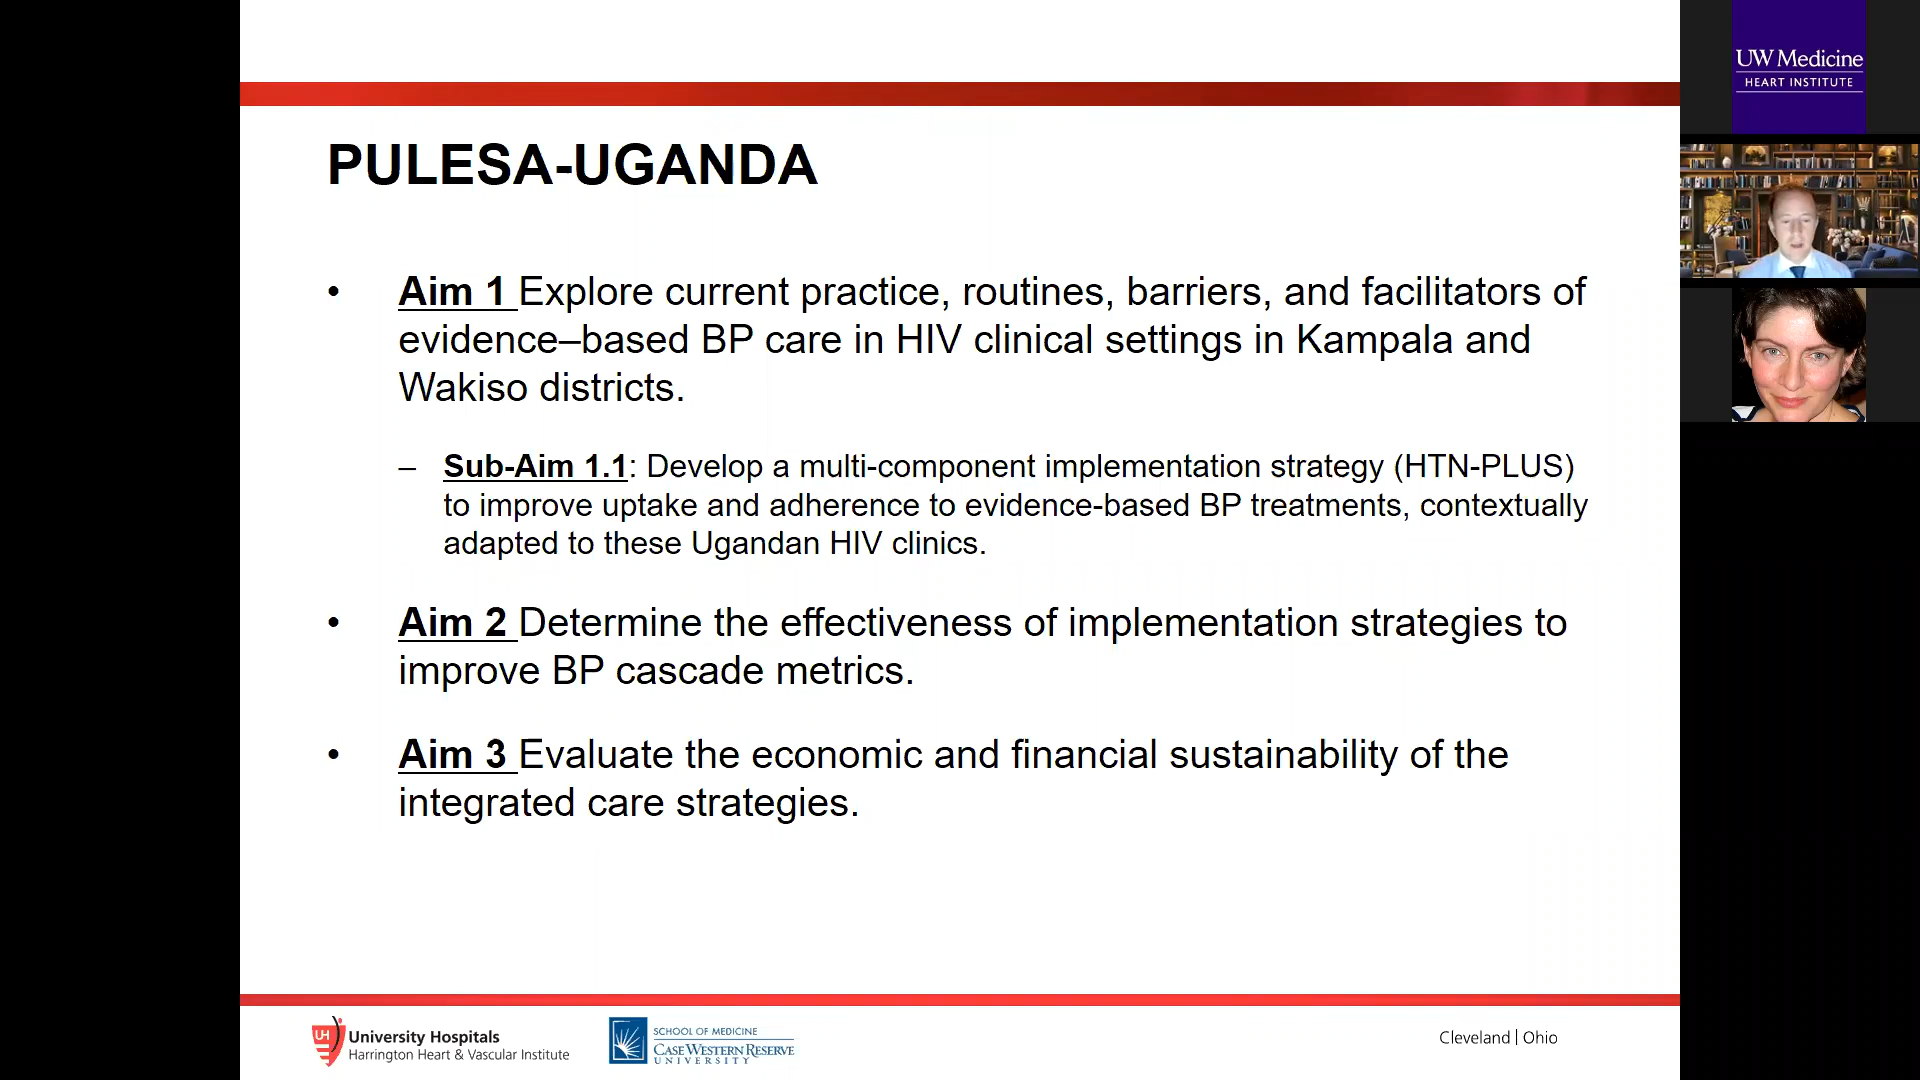 PULESA-UGANDA
• Aim 1 Explore current practice, routines, barriers, and facilitators of
evidence–based BP care in HIV clinical settings in Kampala and
Wakiso districts.
– Sub-Aim 1.1: Develop a multi-component implementation strategy (HTN-PLUS)
to improve uptake and adherence to evidence-based BP treatments, contextually
adapted to these Ugandan HIV clinics.
• Aim 2 Determine the effectiveness of implementation strategies to
improve BP cascade metrics.
• Aim 3 Evaluate the economic and financial sustainability of the
integrated care strategies.
UH
University Hospitals
Harrington Heart & Vascular Institute
SCHOOL OF MEDICINE
CASE WESTERN RESERVE
UNIVERSITY
Cleveland | Ohio
UW Medicine
HEART INSTITUTE